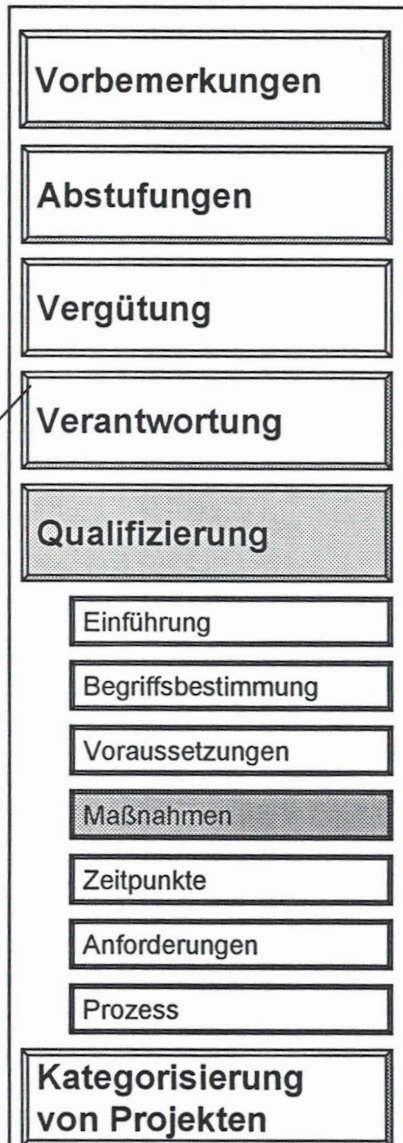 Vorbemerkungen
Abstufungen
Vergütung
Verantwortung
Qualifizierung
Einführung
Begriffsbestimmung
Voraussetzungen
Maßnahmen
Zeitpunkte
Anforderungen
Prozess
Kategorisierung
von Projekten